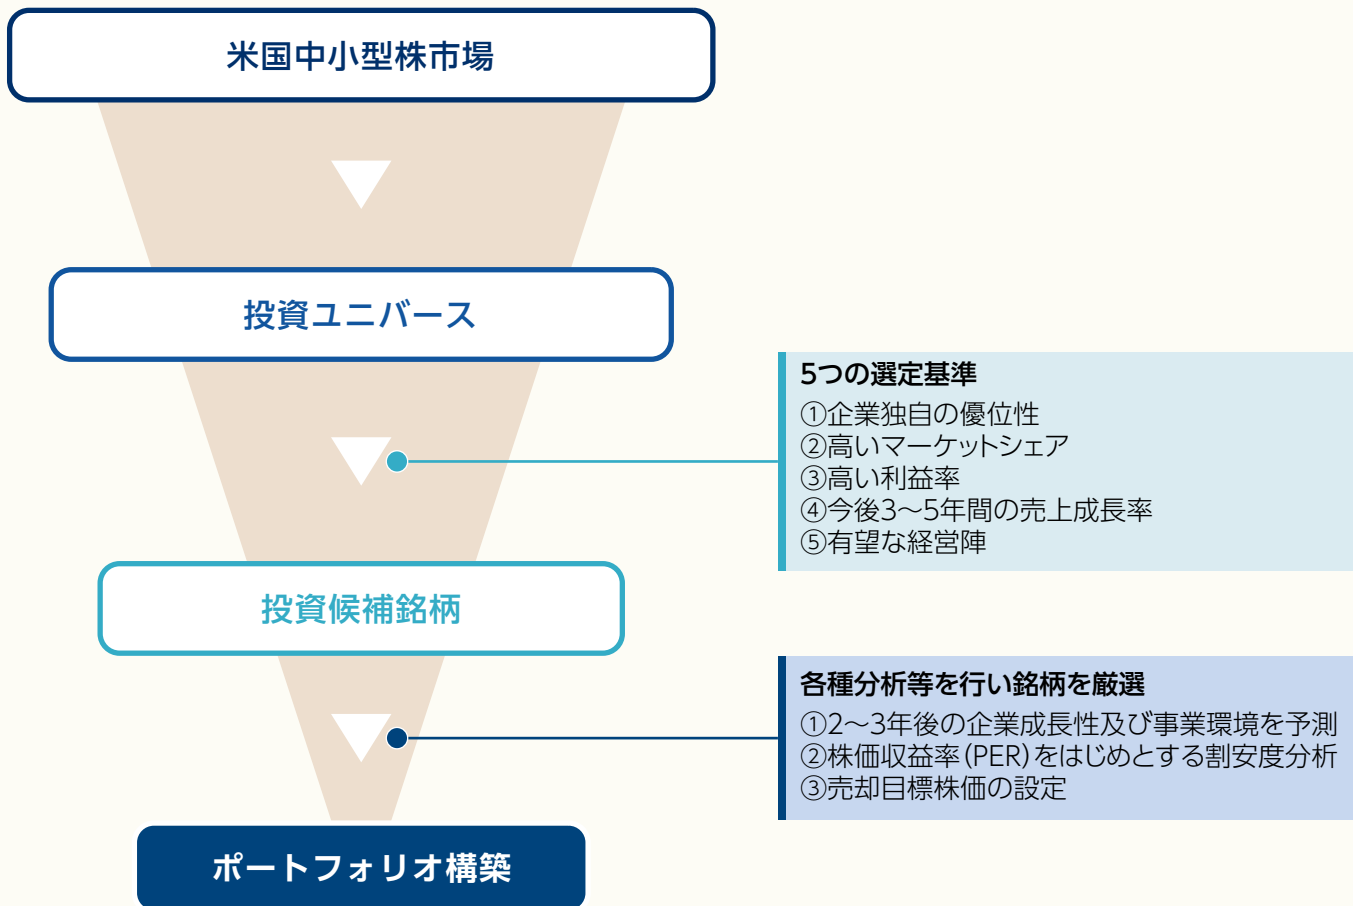 米国中小型株市場
投資ユニバース
5つの選定基準
①企業独自の優位性
②高いマーケットシェア
③高い利益率
④今後3～5年間の売上成長率
⑤有望な経営陣
投資候補銘柄
各種分析等を行い銘柄を厳選
①2～3年後の企業成長性及び事業環境を予測
②株価収益率(PER)をはじめとする割安度分析
③売却目標株価の設定
ポートフォリオ構築